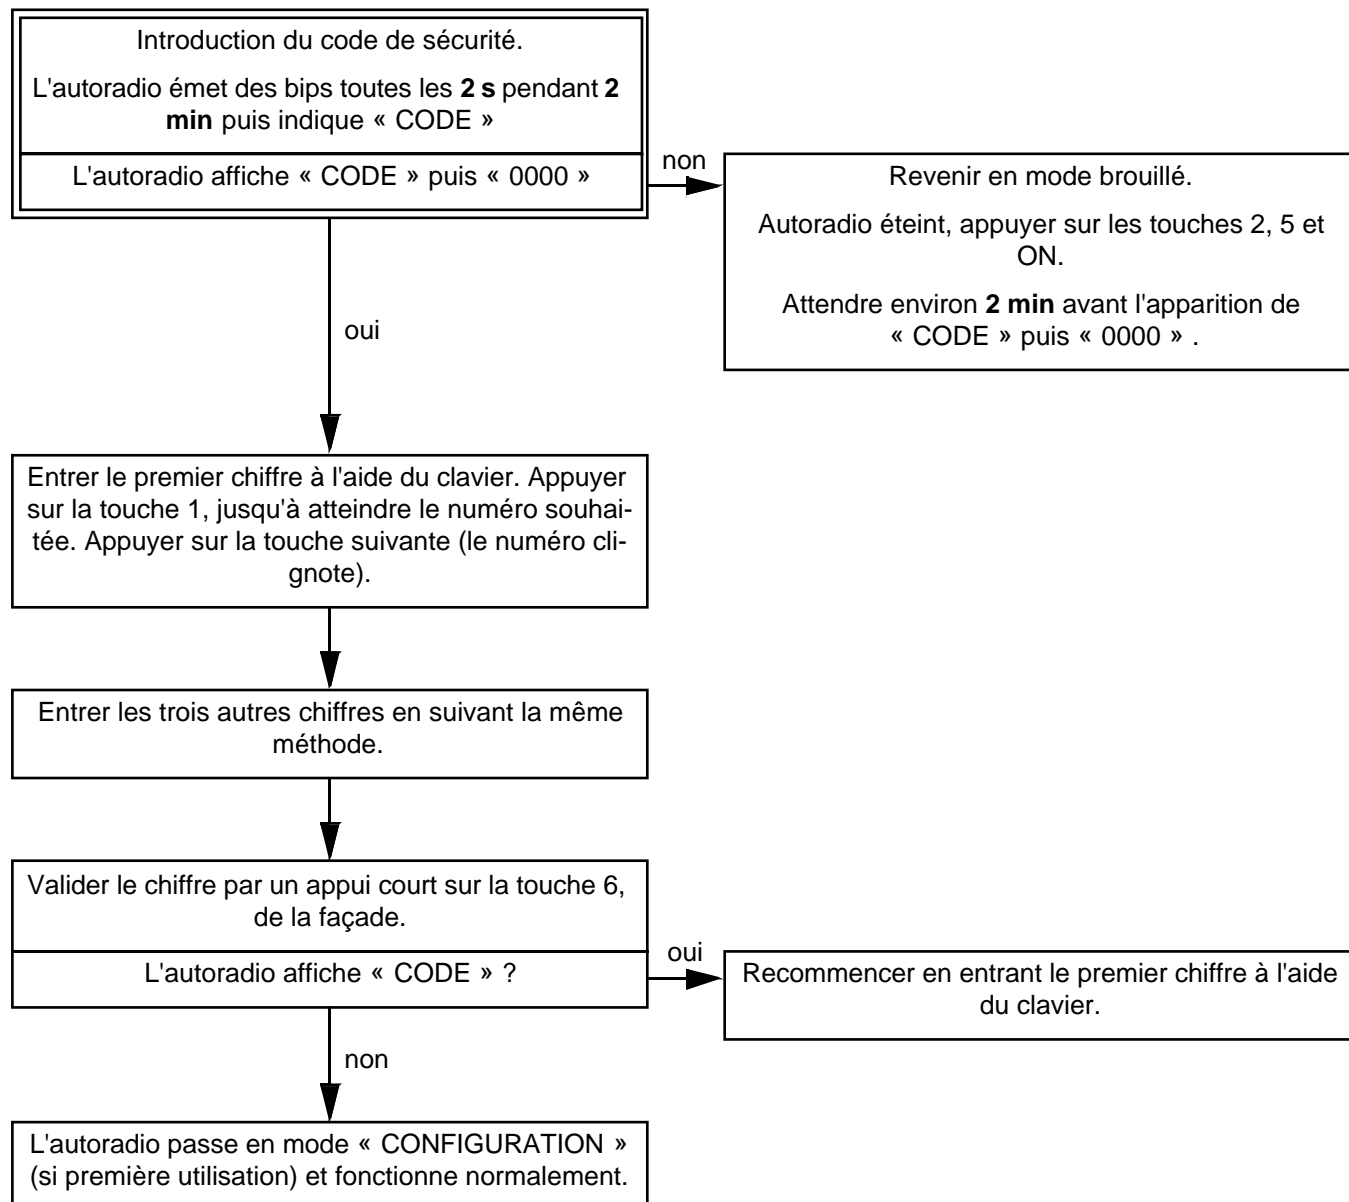 Introduction du code de sécurité.
L'autoradio émet des bips toutes les 2 s pendant 2
min puis indique « CODE »
L'autoradio affiche « CODE » puis « 0000 »
non
Revenir en mode brouillé.
Autoradio éteint, appuyer sur les touches 2, 5 et
ON.
Attendre environ 2 min avant l'apparition de
« CODE » puis « 0000 » .
oui
Entrer le premier chiffre à l'aide du clavier. Appuyer
sur la touche 1, jusqu'à atteindre le numéro souhai-
tée. Appuyer sur la touche suivante (le numéro cli-
gnote).
Entrer les trois autres chiffres en suivant la même
méthode.
Valider le chiffre par un appui court sur la touche 6,
de la façade.
L'autoradio affiche « CODE » ?
oui
Recommencer en entrant le premier chiffre à l'aide
du clavier.
non
L'autoradio passe en mode « CONFIGURATION »
(si première utilisation) et fonctionne normalement.